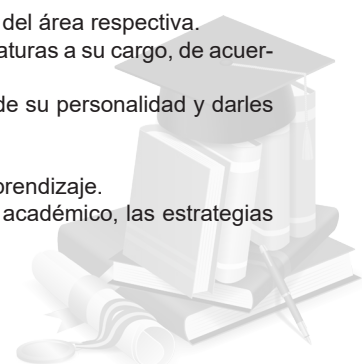 del área respectiva.
aturas a su cargo, de acuer-
de su personalidad y darles
prendizaje.
académico, las estrategias